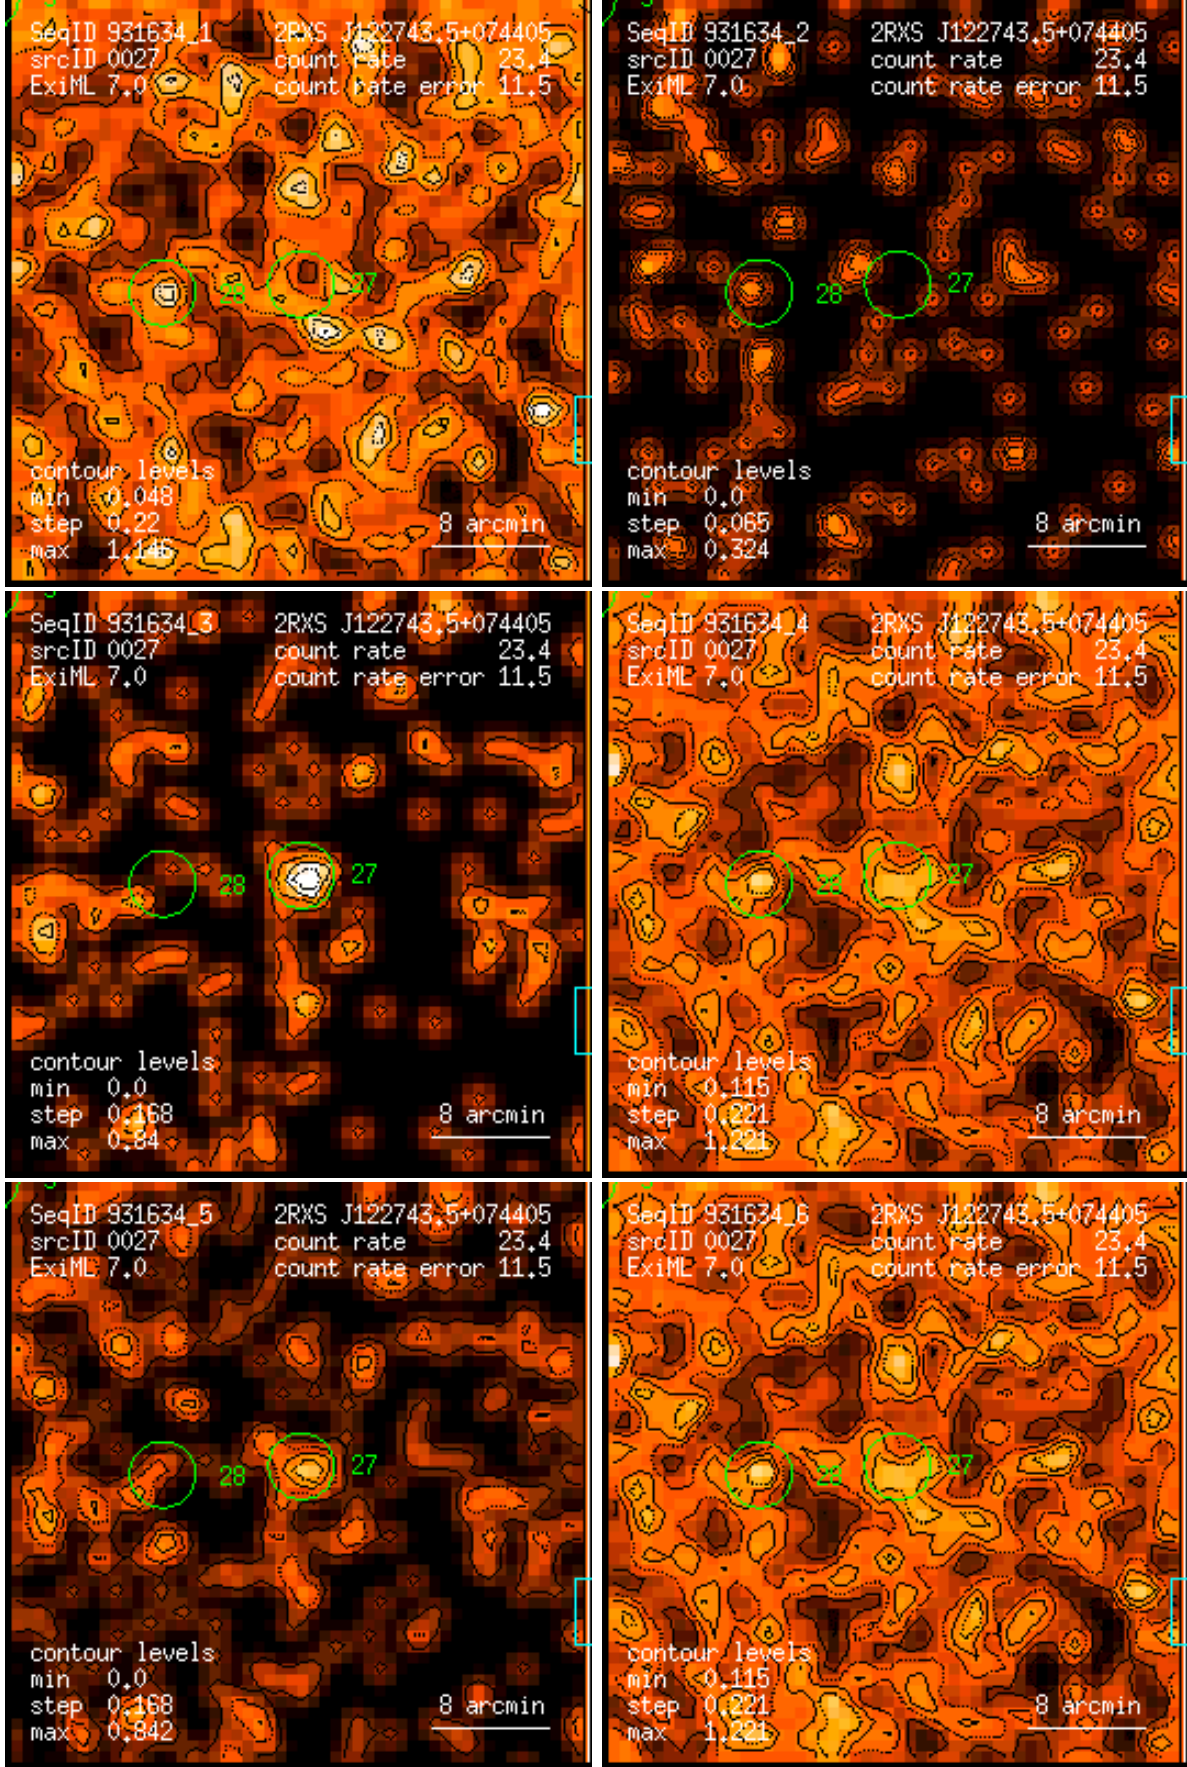 SeqID 931634_1 2RXS J122743.5+074405
srcID 0027 count rate 23.4
ExiML 7.0 count rate error 11.5
28 27
contour levels
min 0.048
step 0.22
max 1.146
8 arcmin
SeqID 931634_2 2RXS J122743.5+074405
srcID 0027 count rate 23.4
ExiML 7.0 count rate error 11.5
28 27
contour levels
min 0.0
step 0.065
max 0.324
8 arcmin
SeqID 931634_3 2RXS J122743.5+074405
srcID 0027 count rate 23.4
ExiML 7.0 count rate error 11.5
28 27
contour levels
min 0.0
step 0.168
max 0.84
8 arcmin
SeqID 931634_4 2RXS J122743.5+074405
srcID 0027 count rate 23.4
ExiML 7.0 count rate error 11.5
28 27
contour levels
min 0.115
step 0.221
max 1.221
8 arcmin
SeqID 931634_5 2RXS J122743.5+074405
srcID 0027 count rate 23.4
ExiML 7.0 count rate error 11.5
28 27
contour levels
min 0.0
step 0.168
max 0.842
8 arcmin
SeqID 931634_6 2RXS J122743.5+074405
srcID 0027 count rate 23.4
ExiML 7.0 count rate error 11.5
28 27
contour levels
min 0.115
step 0.221
max 1.221
8 arcmin